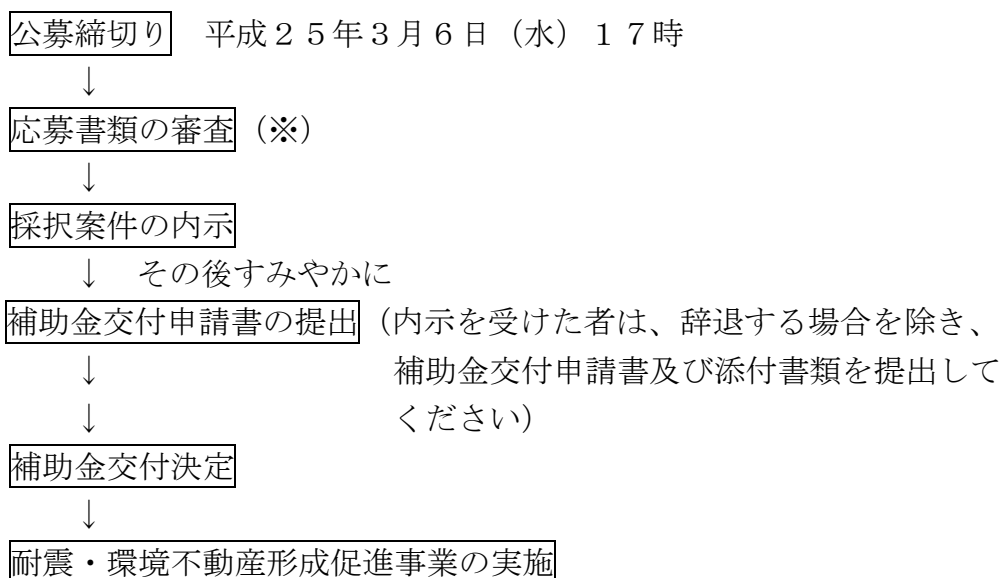 公募締切り 平成２５年３月６日（水）１７時
↓
応募書類の審査（※）
↓
採択案件の内示
↓ その後すみやかに
補助金交付申請書の提出（内示を受けた者は、辞退する場合を除き、
↓ 補助金交付申請書及び添付書類を提出して
↓ ください）
補助金交付決定
↓
耐震・環境不動産形成促進事業の実施